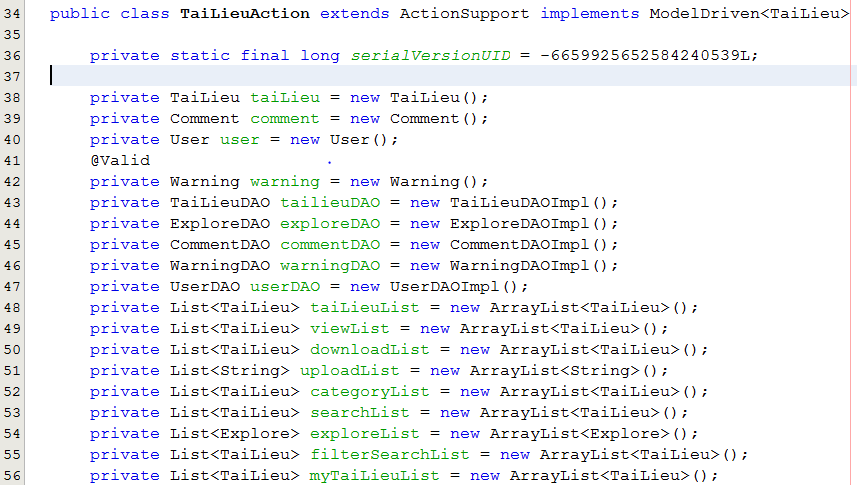 34 public class TaiLieuAction extends ActionSupport implements ModelDriven<TaiLieu>
35
36 private static final long serialVersionUID = -6659925652584240539L;
37
38 private TaiLieu taiLieu = new TaiLieu();
39 private Comment comment = new Comment();
40 private User user = new User();
41 @Valid
42 private Warning warning = new Warning();
43 private TaiLieuDAO tailieuDAO = new TaiLieuDAOImpl();
44 private ExploreDAO exploreDAO = new ExploreDAOImpl();
45 private CommentDAO commentDAO = new CommentDAOImpl();
46 private WarningDAO warningDAO = new WarningDAOImpl();
47 private UserDAO userDAO = new UserDAOImpl();
48 private List<TaiLieu> taiLieuList = new ArrayList<TaiLieu>();
49 private List<TaiLieu> viewList = new ArrayList<TaiLieu>();
50 private List<TaiLieu> downloadList = new ArrayList<TaiLieu>();
51 private List<String> uploadList = new ArrayList<String>();
52 private List<TaiLieu> categoryList = new ArrayList<TaiLieu>();
53 private List<TaiLieu> searchList = new ArrayList<TaiLieu>();
54 private List<Explore> exploreList = new ArrayList<Explore>();
55 private List<TaiLieu> filterSearchList = new ArrayList<TaiLieu>();
56 private List<TaiLieu> myTaiLieuList = new ArrayList<TaiLieu>();